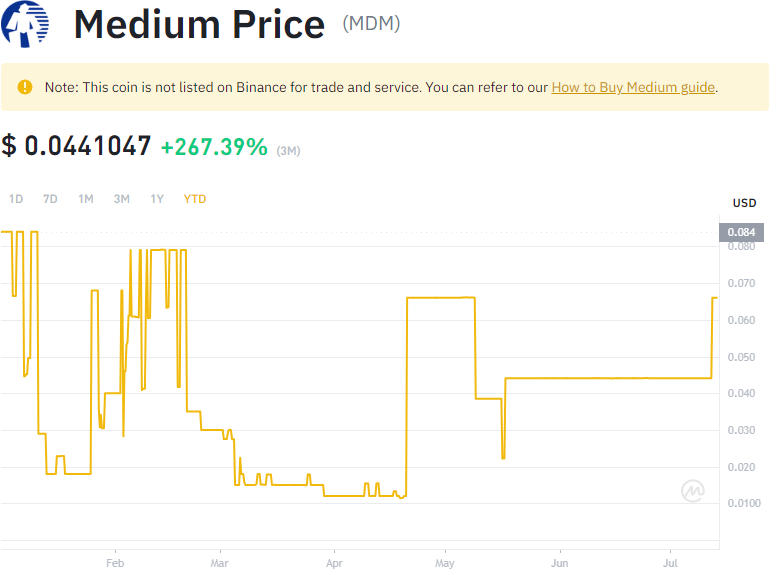 Medium Price (MDM)
Note: This coin is not listed on Binance for trade and service. You can refer to our How to Buy Medium guide.
$ 0.0441047 +267.39% (3M)
1D 7D 1M 3M 1Y YTD
USD
0.084
0.080
0.070
0.060
0.050
0.040
0.030
0.020
0.0100
Feb Mar Apr May Jun Jul